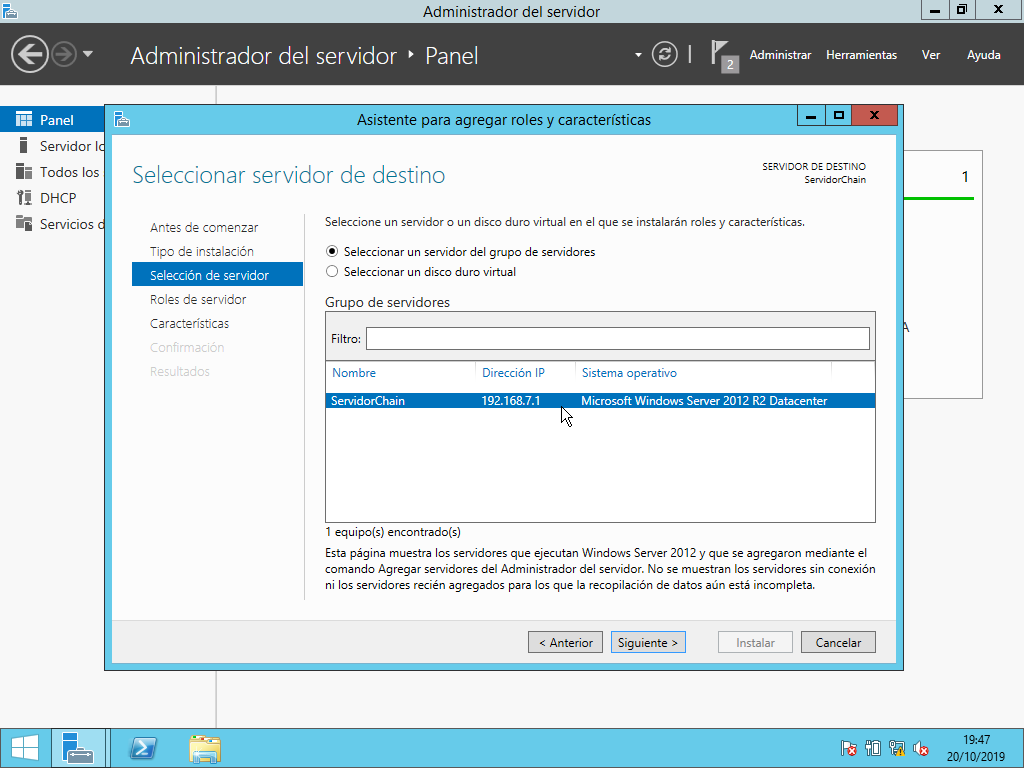 Administrador del servidor
Administrador del servidor ‣ Panel
2
Administrar Herramientas Ver Ayuda
Panel
Servidor lo
Todos los
DHCP
Servicios d
1
A
Asistente para agregar roles y características
Seleccionar servidor de destino
SERVIDOR DE DESTINO
ServidorChain
Antes de comenzar
Tipo de instalación
Selección de servidor
Roles de servidor
Características
Confirmación
Resultados
Seleccione un servidor o un disco duro virtual en el que se instalarán roles y características.
Seleccionar un servidor del grupo de servidores
Seleccionar un disco duro virtual
Grupo de servidores
Filtro:
Nombre Dirección IP Sistema operativo
ServidorChain 192.168.7.1 Microsoft Windows Server 2012 R2 Datacenter
1 equipo(s) encontrado(s)
Esta página muestra los servidores que ejecutan Windows Server 2012 y que se agregaron mediante el
comando Agregar servidores del Administrador del servidor. No se muestran los servidores sin conexión
ni los servidores recién agregados para los que la recopilación de datos aún está incompleta.
< Anterior Siguiente > Instalar Cancelar
19:47
20/10/2019